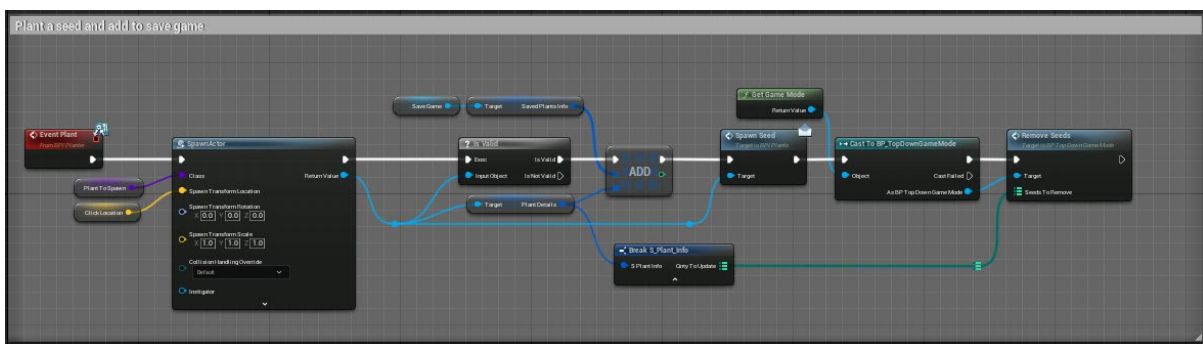 Plant a seed and add to save game
Event Plant
From BPI Planter
Plant To Spawn
Click Location
SpawnActor
Class
Return Value
Spawn Transform Location
Spawn Transform Rotation
X 0.0 Y 0.0 Z 0.0
Spawn Transform Scale
X 1.0 Y 1.0 Z 1.0
Collision Handling Override
Default
Instigator
Save Game
Target Saved Plants Info
? Is Valid
Exec Is Valid
Input Object Is Not Valid
Target Plant Details
ADD
Break S_Plant_Info
S Plant Info Qnty To Update
Spawn Seed
Target is BPI Plants
Target
Get Game Mode
Return Value
Cast To BP_TopDownGameMode
Object Cast Failed
As BP Top Down Game Mode
Remove Seeds
Target is BP Top Down Game Mode
Target
Seeds To Remove